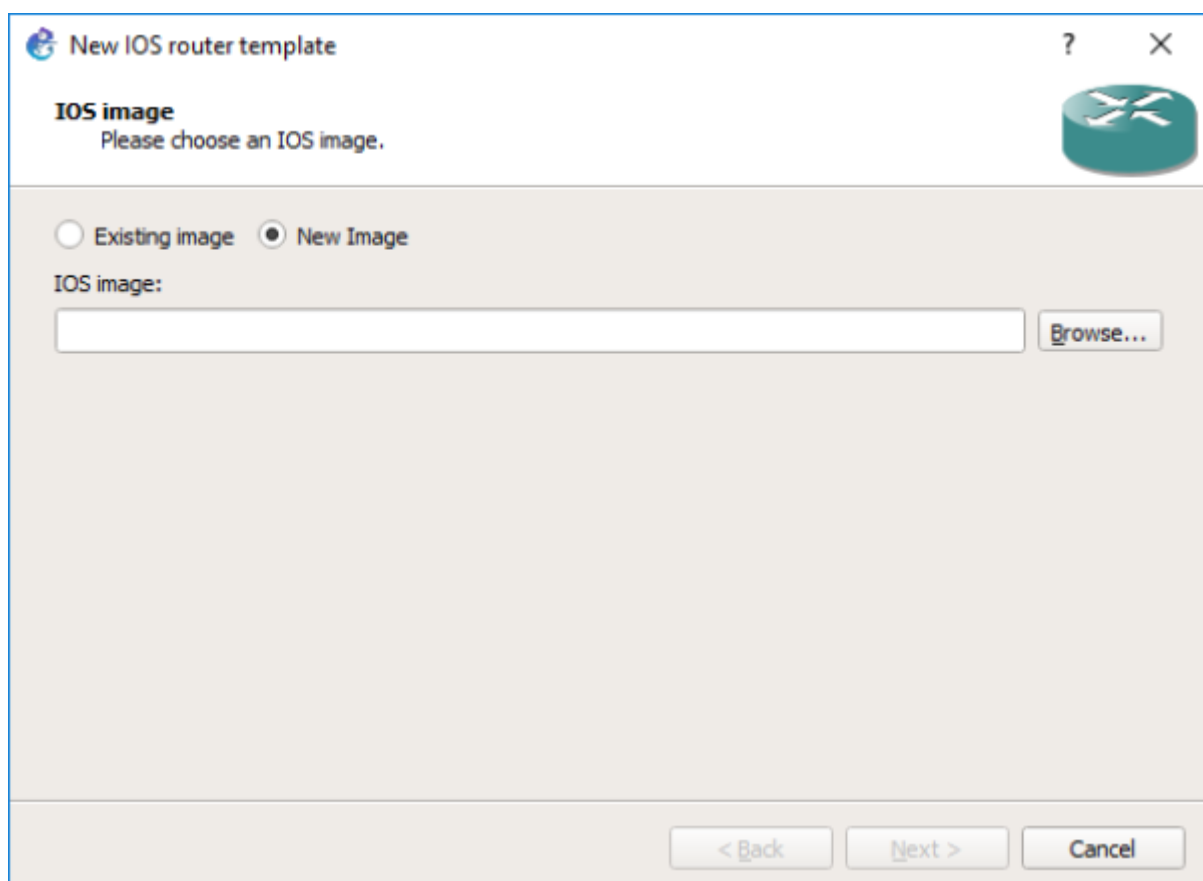 New IOS router template ?
IOS image
Please choose an IOS image.
Existing image New Image
IOS image:
Browse...
< Back Next > Cancel